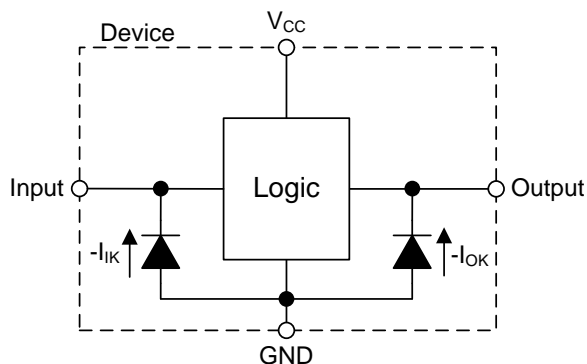 Device
VCC
Input
Logic
Output
-IIK
-IOK
GND